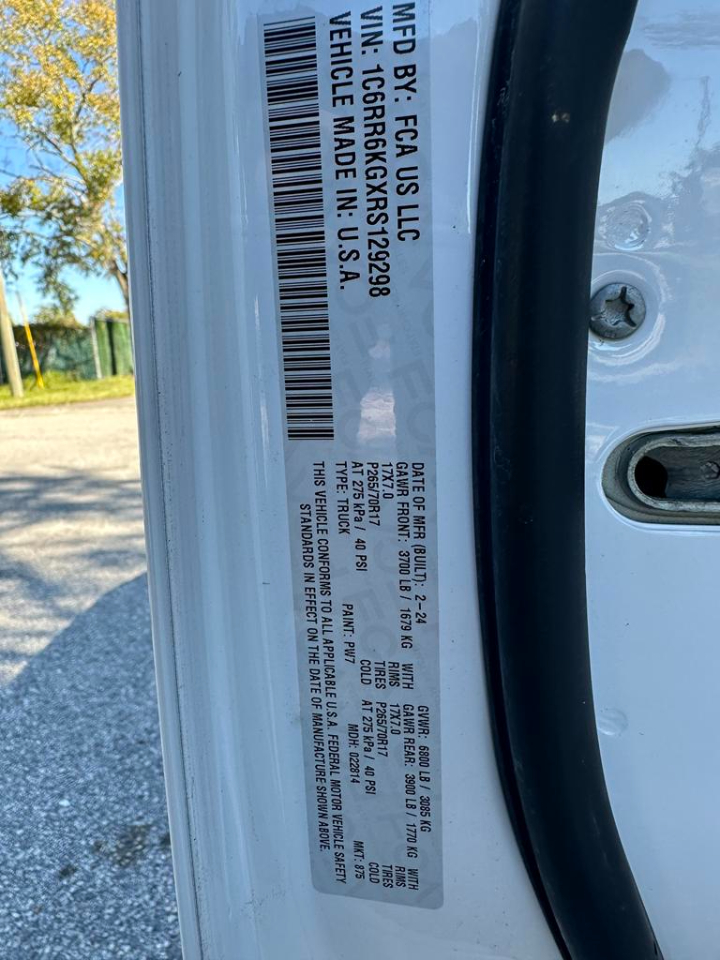 MFD BY: FCA US LLC
VIN: 1C6RR6KGXRS129298
VEHICLE MADE IN: U.S.A.
DATE OF MFR (BUILT): 2-24 GVWR: 6800 LB / 3085 KG
GAWR FRONT: 3700 LB / 1679 KG WITH GAWR REAR: 3900 LB / 1770 KG WITH
17X7.0 RIMS 17X7.0 RIMS
P265/70R17 TIRES P265/70R17 TIRES
AT 275 kPa / 40 PSI COLD AT 275 kPa / 40 PSI COLD
TYPE: TRUCK PAINT: PW7 MDH: 022814 MKT: 875
THIS VEHICLE CONFORMS TO ALL APPLICABLE U.S.A. FEDERAL MOTOR VEHICLE SAFETY
STANDARDS IN EFFECT ON THE DATE OF MANUFACTURE SHOWN ABOVE.